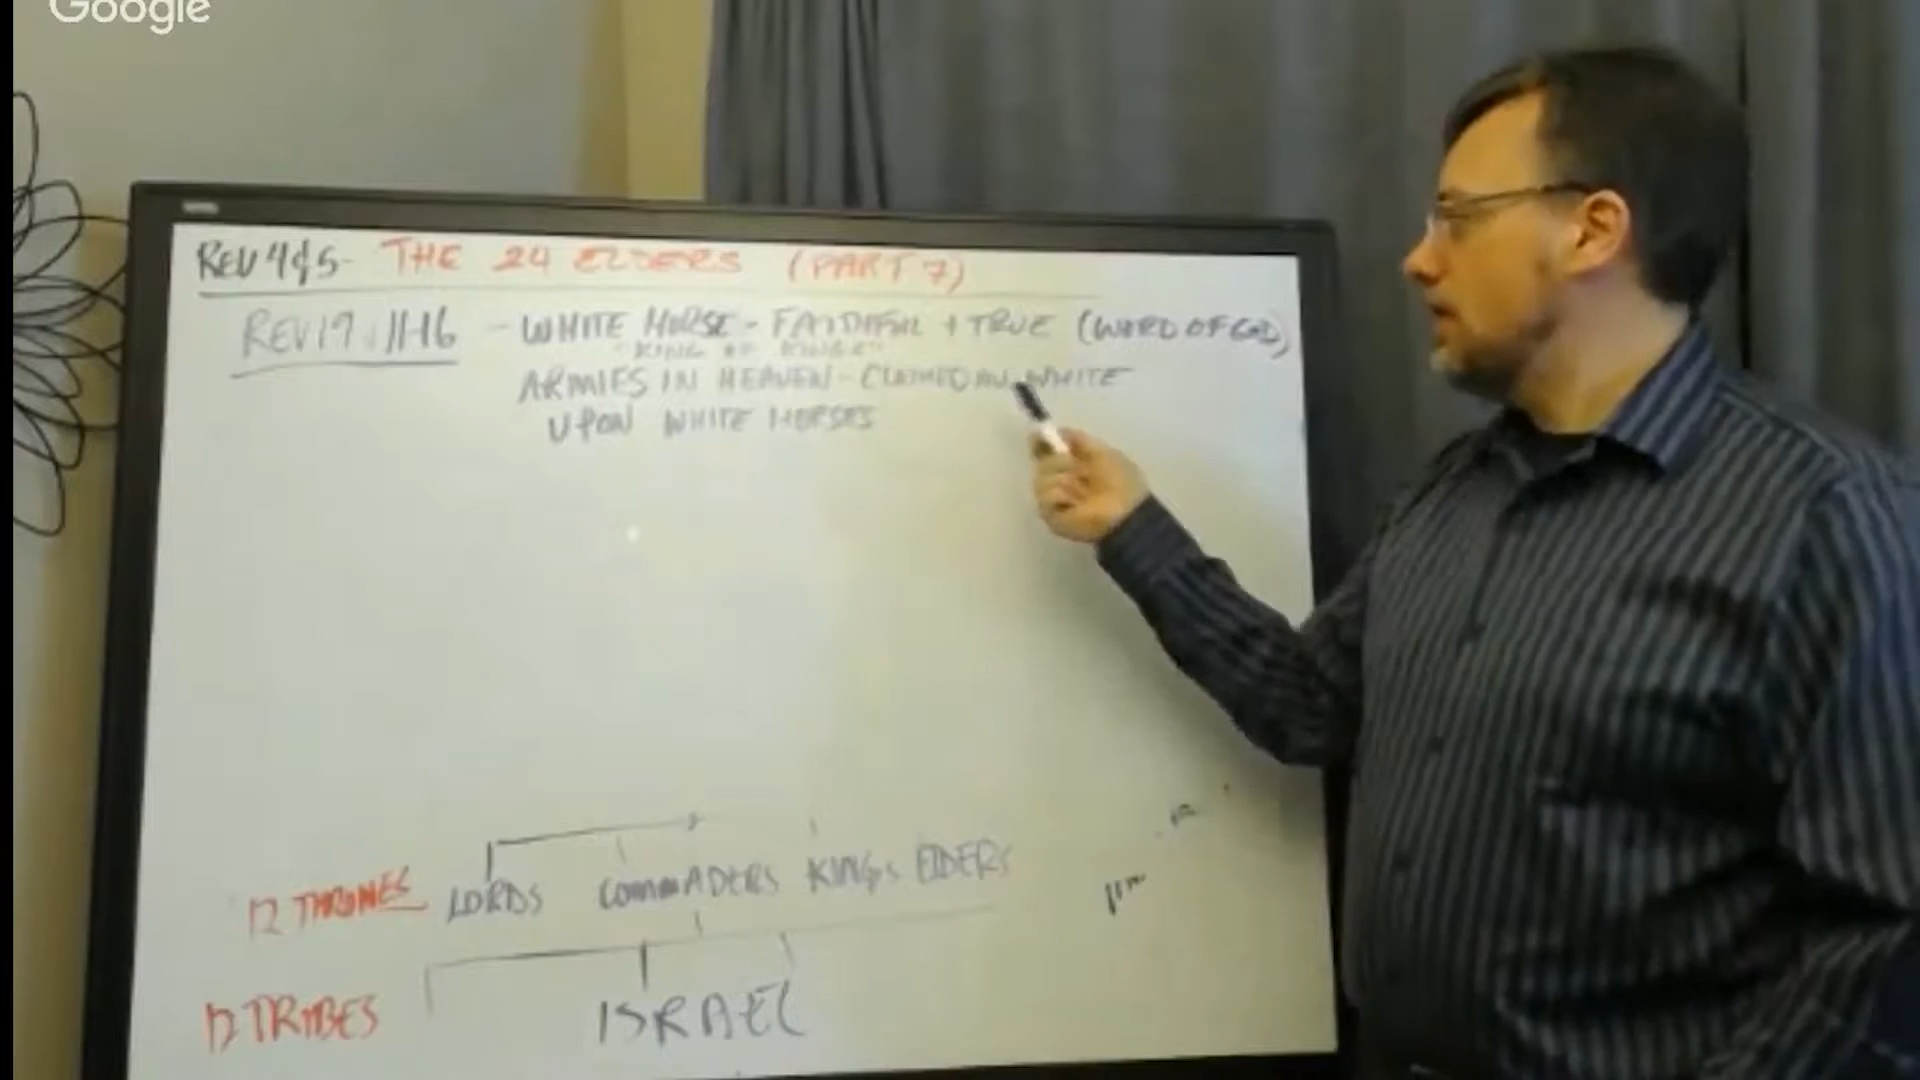 Google
REV 4&5- THE 24 ELDERS (PART 7)
REV 19:11-16 - WHITE HORSE - FAITHFUL + TRUE (WORD OF GOD)
"KING OF KINGS"
ARMIES IN HEAVEN - CLOTHED IN WHITE
UPON WHITE HORSES
12 THRONES LORDS COMMADERS KINGS ELDERS
12 TRIBES ISRAEL